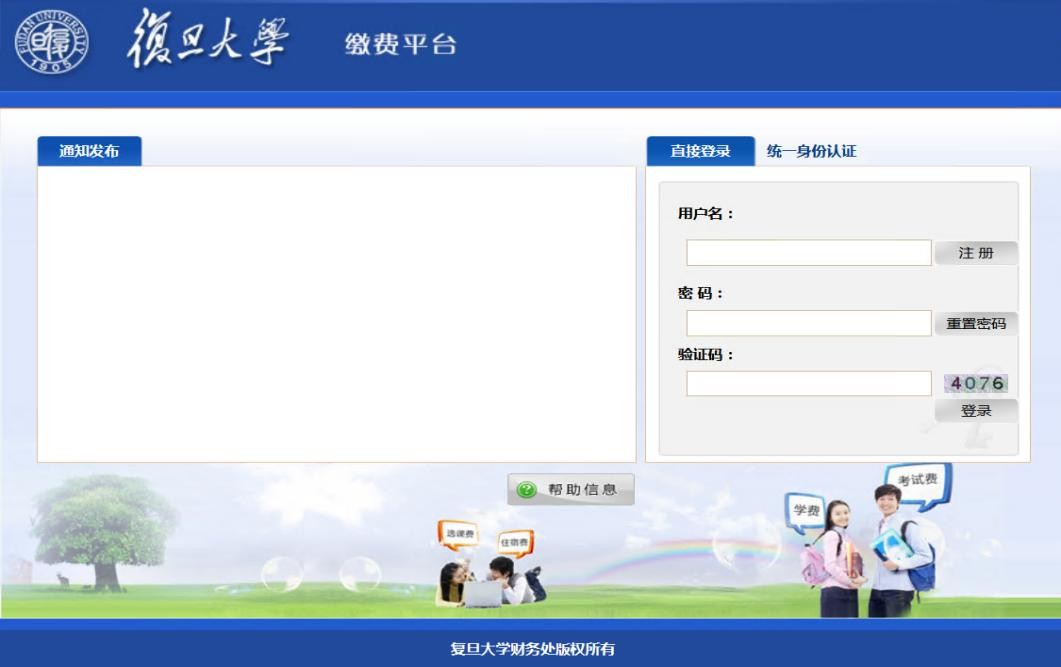 FUDAN UNIVERSITY
1905
復旦大學
缴费平台
通知发布
直接登录 统一身份认证
用户名：
注 册
密 码：
重置密码
验证码：
4076
登录
帮助信息
考试费
学费
选课费
住宿费
复旦大学财务处版权所有